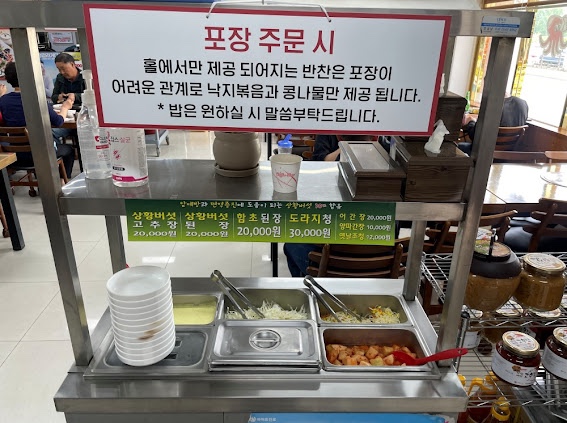 포장 주문 시
홀에서만 제공 되어지는 반찬은 포장이
어려운 관계로 낙지볶음과 콩나물만 제공 됩니다.
* 밥은 원하실 시 말씀부탁드립니다.
상황버섯
고추장
20,000원
상황버섯
된장
20,000원
함초된장
20,000원
도라지청
30,000원
어간장 20,000원
양파간장 10,000원
옛날조청 12,000원